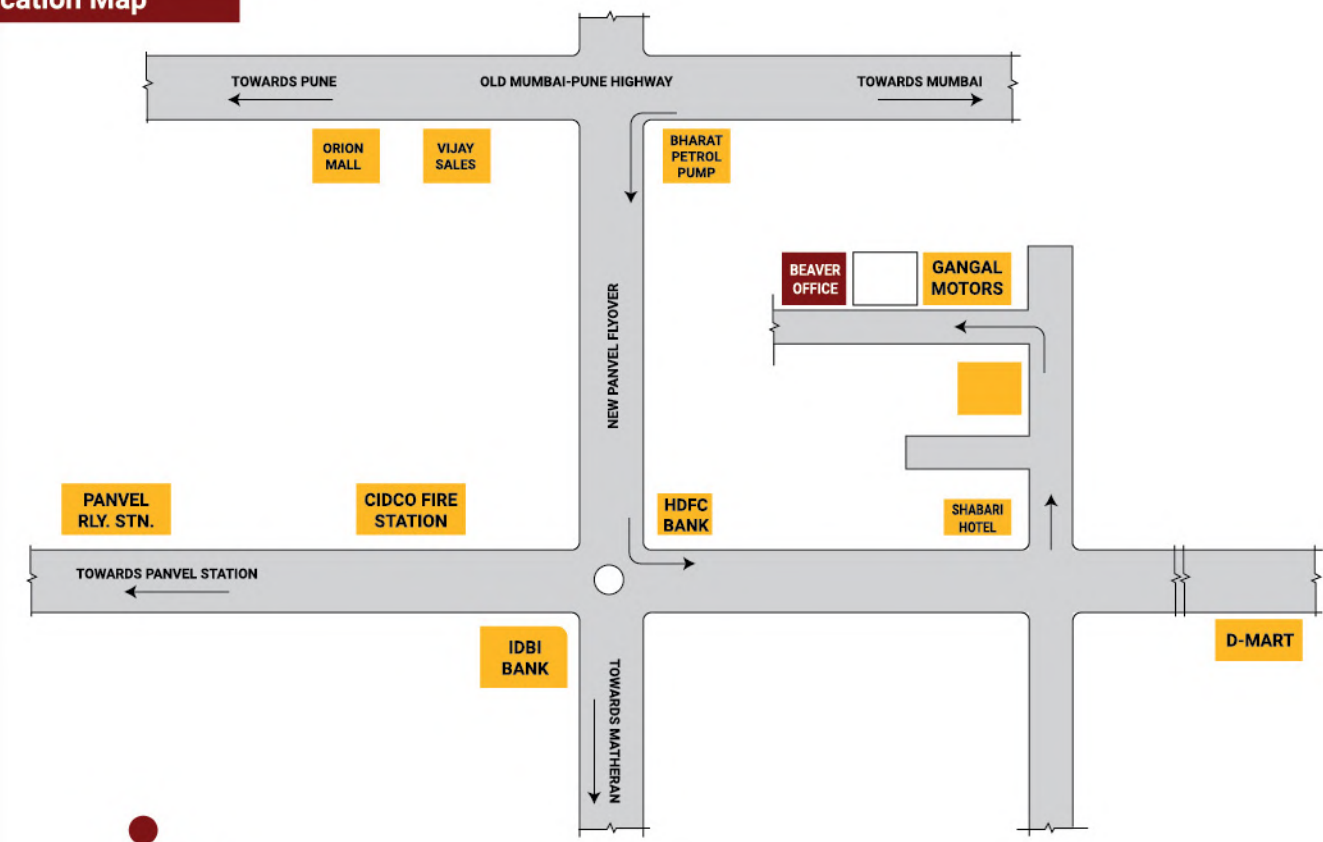 cation Map
TOWARDS PUNE
OLD MUMBAI-PUNE HIGHWAY
TOWARDS MUMBAI
ORION
MALL
VIJAY
SALES
BHARAT
PETROL
PUMP
BEAVER
OFFICE
GANGAL
MOTORS
NEW PANVEL FLYOVER
PANVEL
RLY. STN.
CIDCO FIRE
STATION
HDFC
BANK
SHABARI
HOTEL
TOWARDS PANVEL STATION
IDBI
BANK
TOWARDS MATHERAN
D-MART